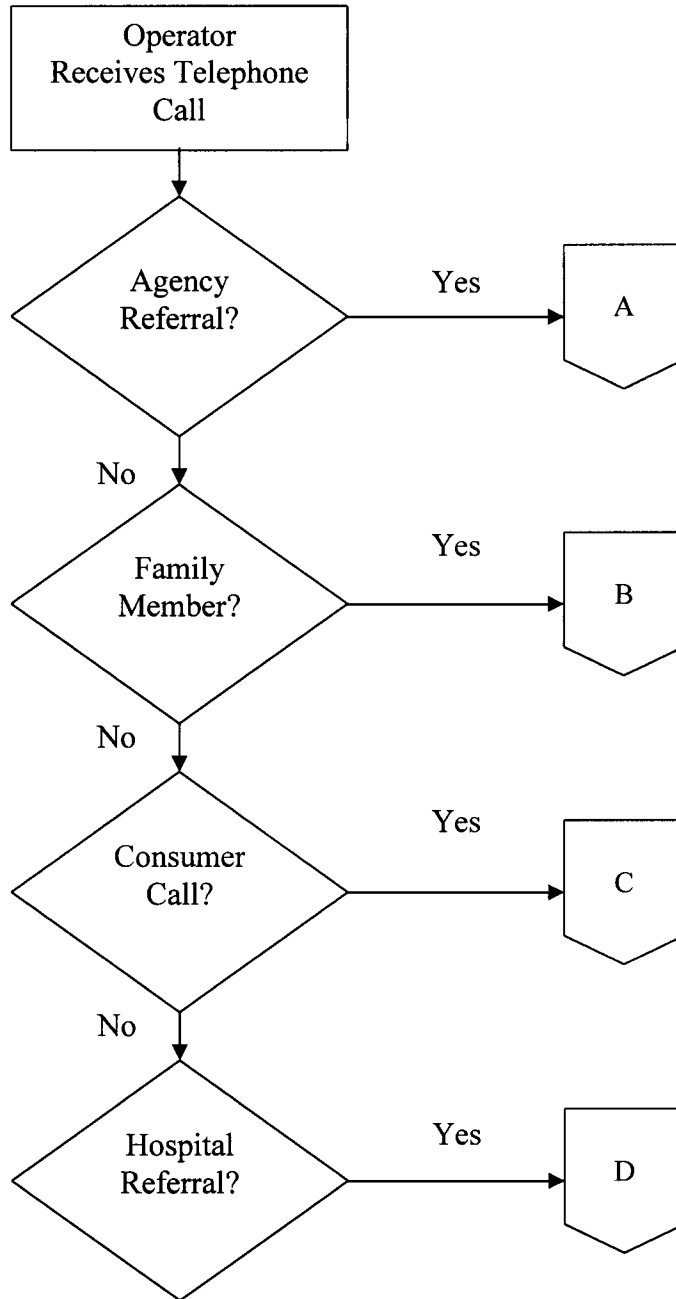 Operator
Receives Telephone
Call
Agency
Referral?
Yes
A
No
Family
Member?
Yes
B
No
Consumer
Call?
Yes
C
No
Hospital
Referral?
Yes
D